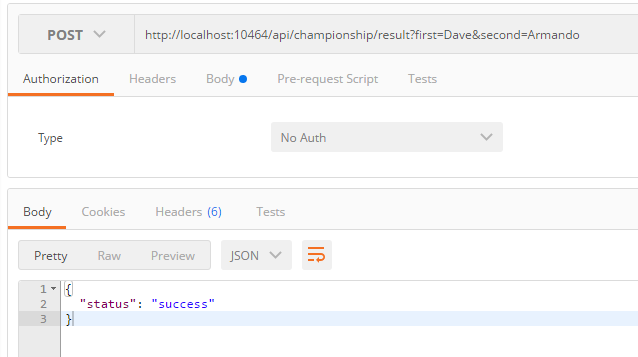 POST http://localhost:10464/api/championship/result?first=Dave&second=Armando
Authorization Headers Body Pre-request Script Tests
Type No Auth
Body Cookies Headers (6) Tests
Pretty Raw Preview JSON
1 {
2 "status": "success"
3 }